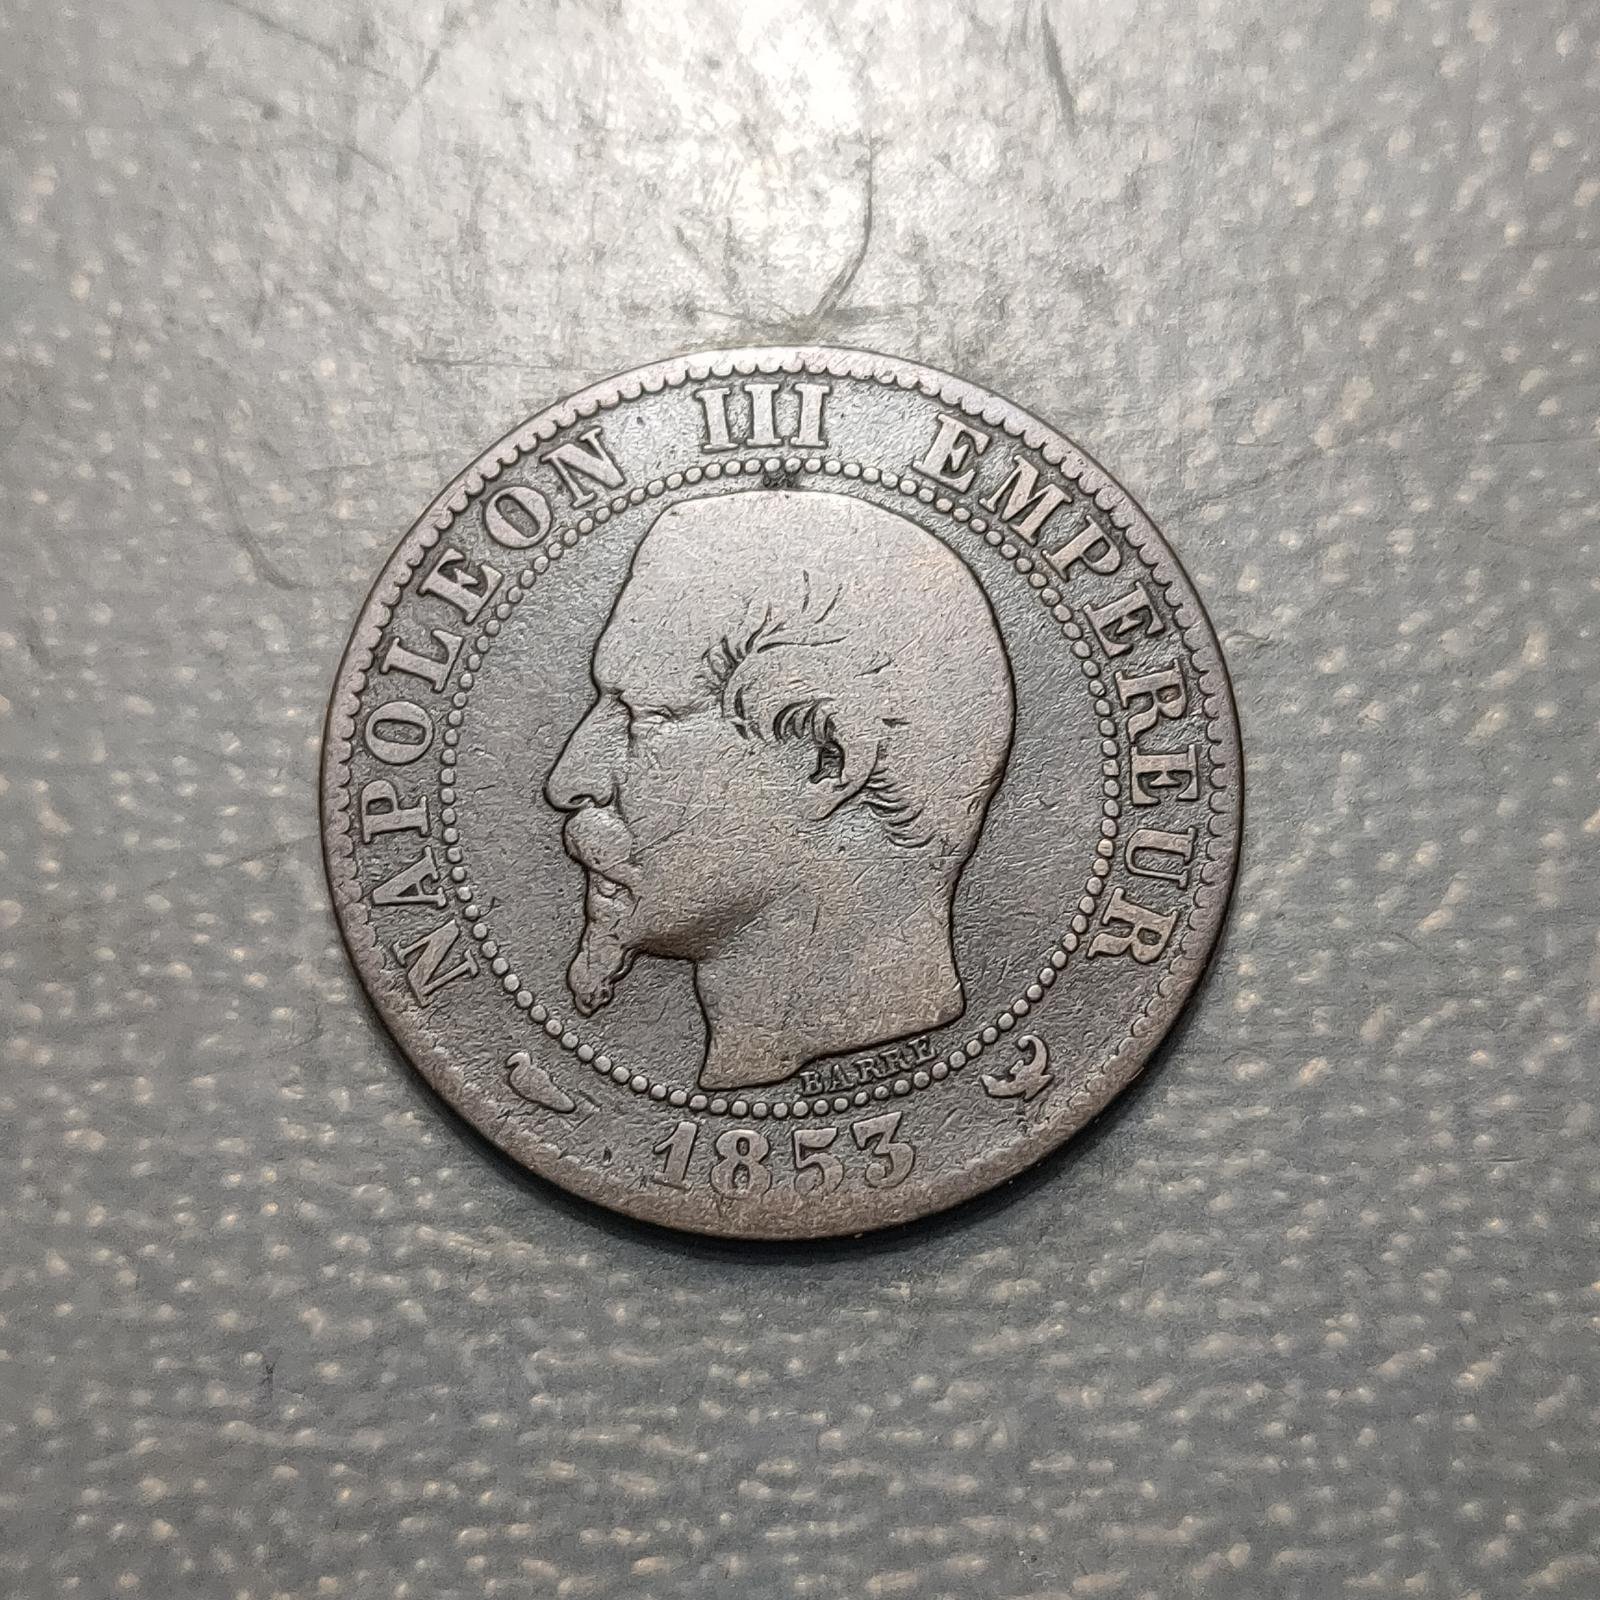 NAPOLEON III EMPEREUR
BARRE
1853